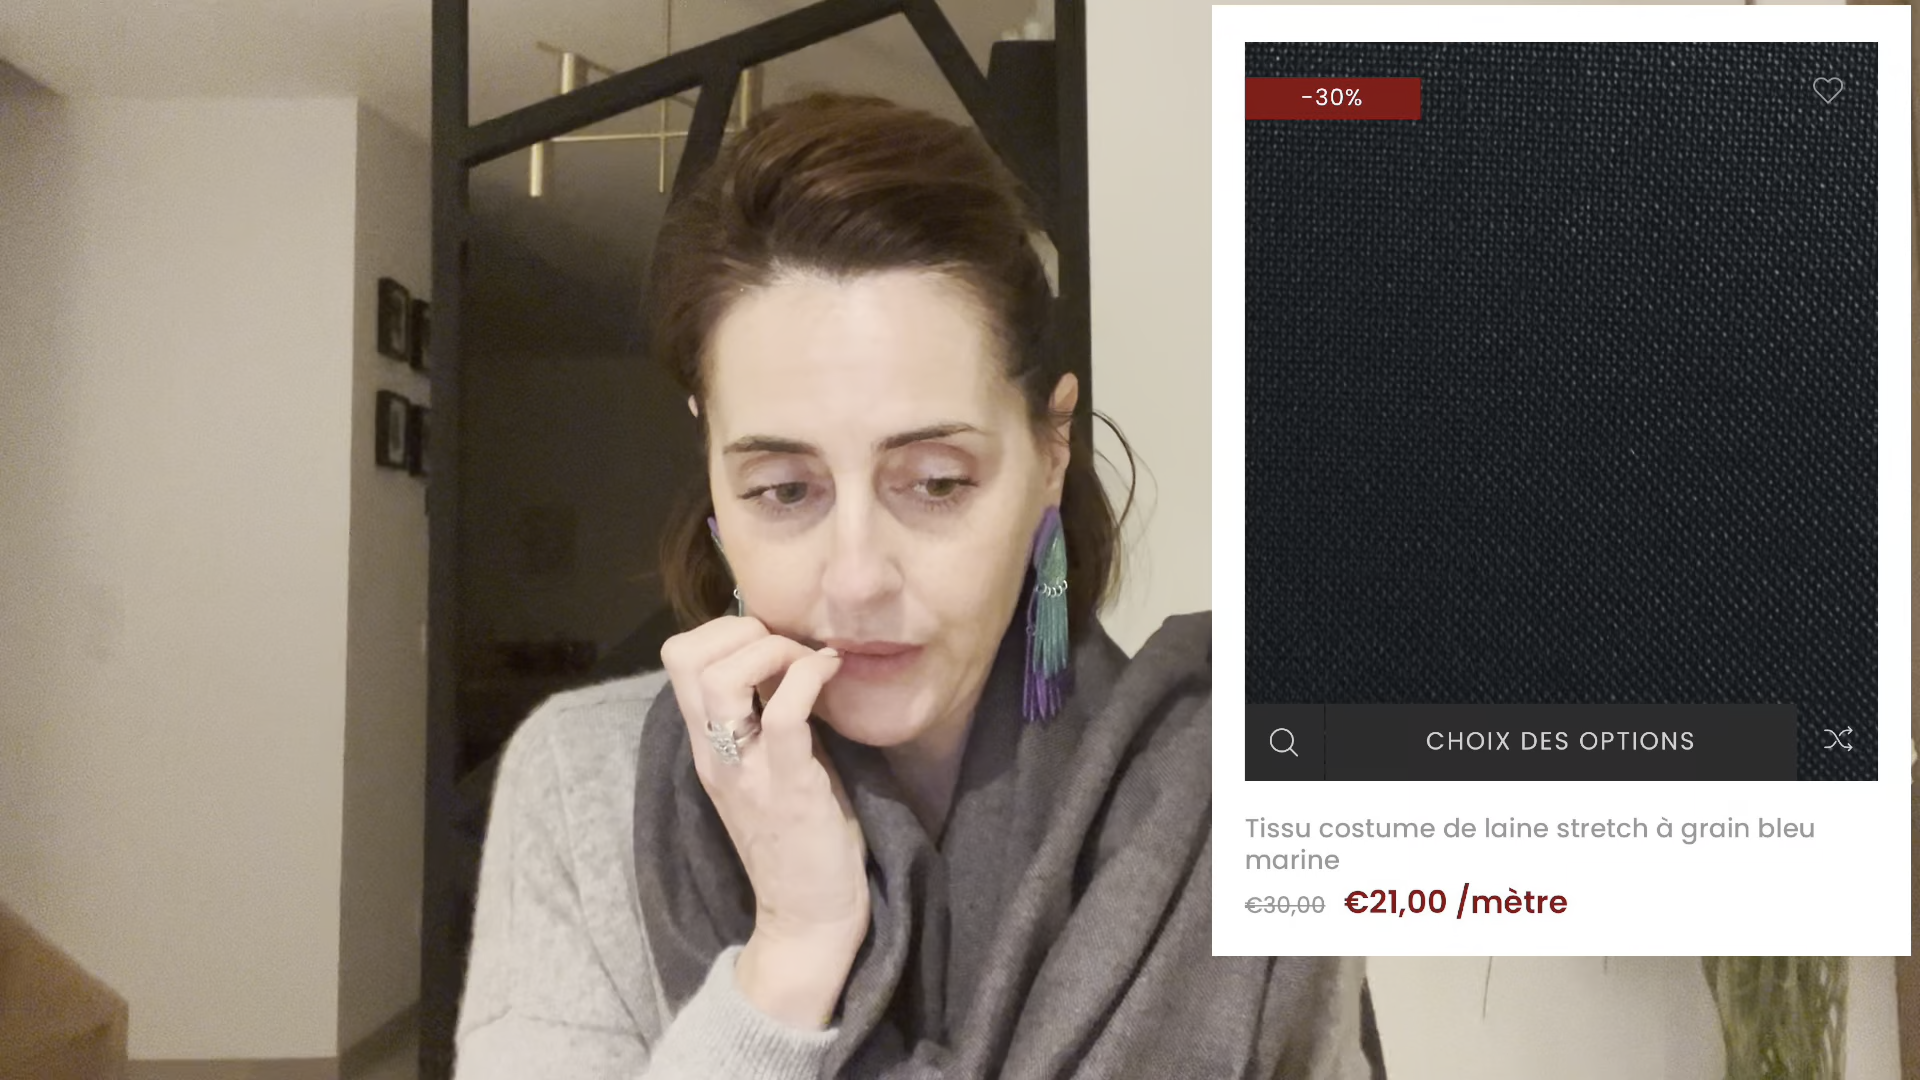 -30%
CHOIX DES OPTIONS
Tissu costume de laine stretch à grain bleu
marine
€30,00 €21,00 /mètre